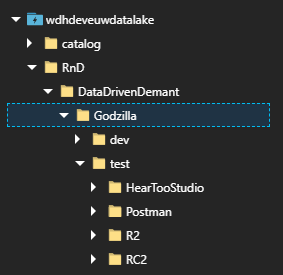 wdhdeveuwdatalake
catalog
RnD
DataDrivenDemant
Godzilla
dev
test
HearTooStudio
Postman
R2
RC2